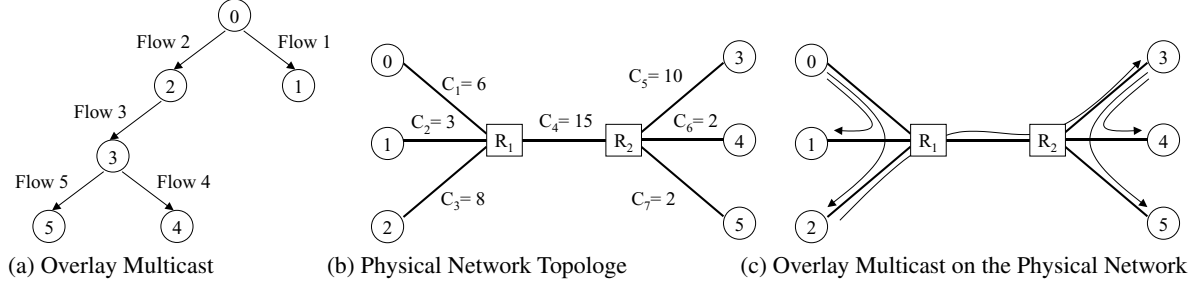 0
Flow 2
Flow 1
2
1
Flow 3
3
Flow 5
Flow 4
5
4
(a) Overlay Multicast
0
3
C1= 6
C5= 10
1
C2= 3
R1
C4= 15
R2
C6= 2
4
C3= 8
C7= 2
2
5
(b) Physical Network Topologe
0
3
1
R1
R2
4
2
5
(c) Overlay Multicast on the Physical Network